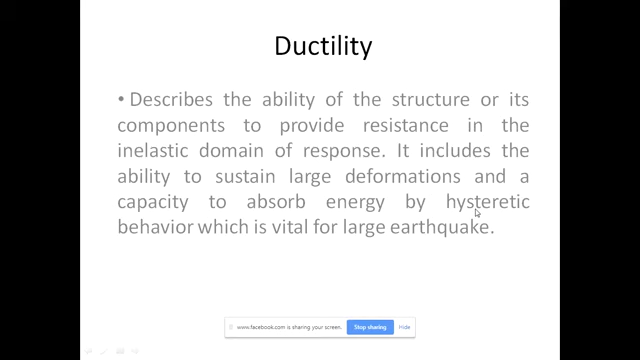 Ductility
• Describes the ability of the structure or its
components to provide resistance in the
inelastic domain of response. It includes the
ability to sustain large deformations and a
capacity to absorb energy by hysteretic
behavior which is vital for large earthquake.
www.facebook.com is sharing your screen. Stop sharing Hide